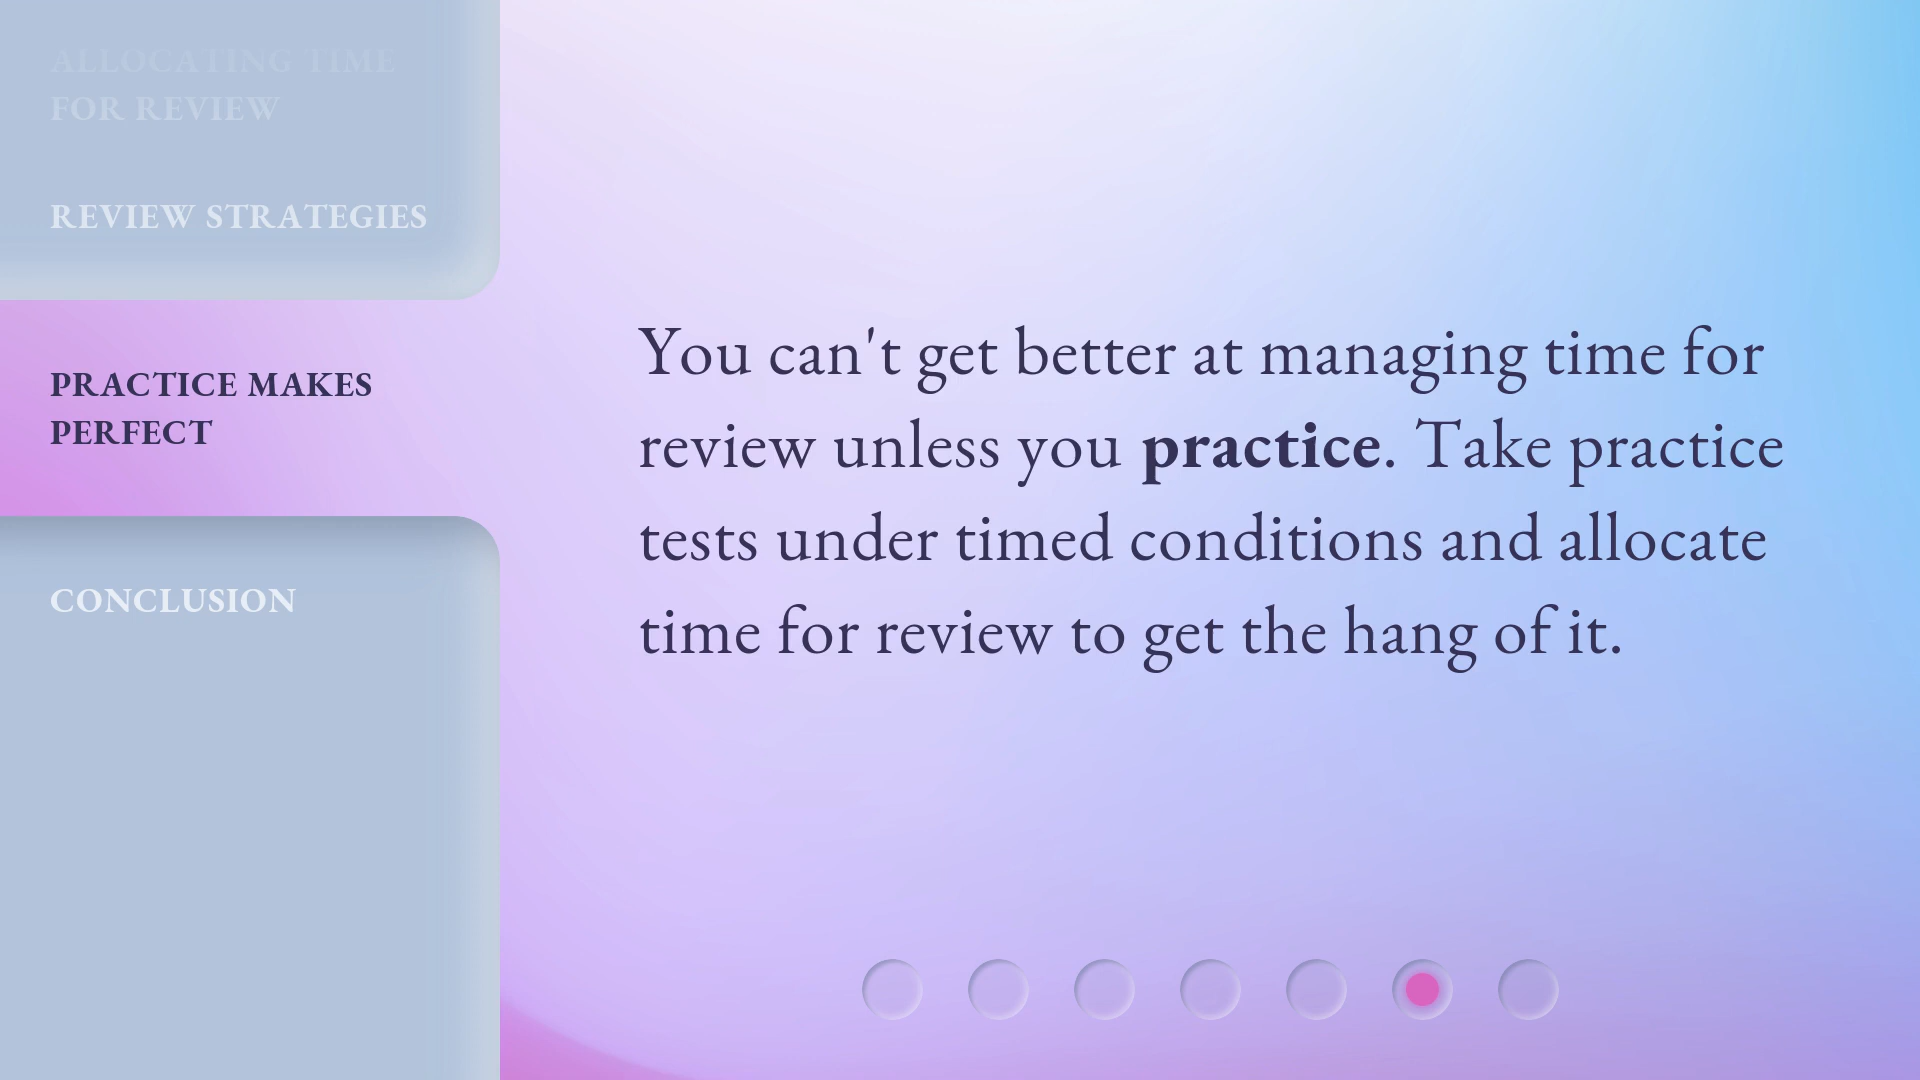 ALLOCATING TIME
FOR REVIEW
REVIEW STRATEGIES
PRACTICE MAKES
PERFECT
CONCLUSION
You can't get better at managing time for
review unless you practice. Take practice
tests under timed conditions and allocate
time for review to get the hang of it.